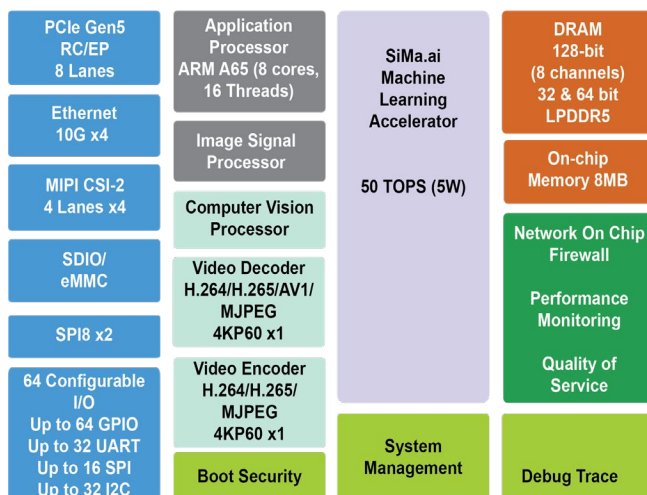 PCIe Gen5
RC/EP
8 Lanes
Ethernet
10G x4
MIPI CSI-2
4 Lanes x4
SDIO/
eMMC
SPI8 x2
64 Configurable
I/O
Up to 64 GPIO
Up to 32 UART
Up to 16 SPI
Up to 32 I2C
Application
Processor
ARM A65 (8 cores,
16 Threads)
Image Signal
Processor
Computer Vision
Processor
Video Decoder
H.264/H.265/AV1/
MJPEG
4KP60 x1
Video Encoder
H.264/H.265/
MJPEG
4KP60 x1
Boot Security
SiMa.ai
Machine
Learning
Accelerator
50 TOPS (5W)
System
Management
DRAM
128-bit
(8 channels)
32 & 64 bit
LPDDR5
On-chip
Memory 8MB
Network On Chip
Firewall
Performance
Monitoring
Quality of
Service
Debug Trace